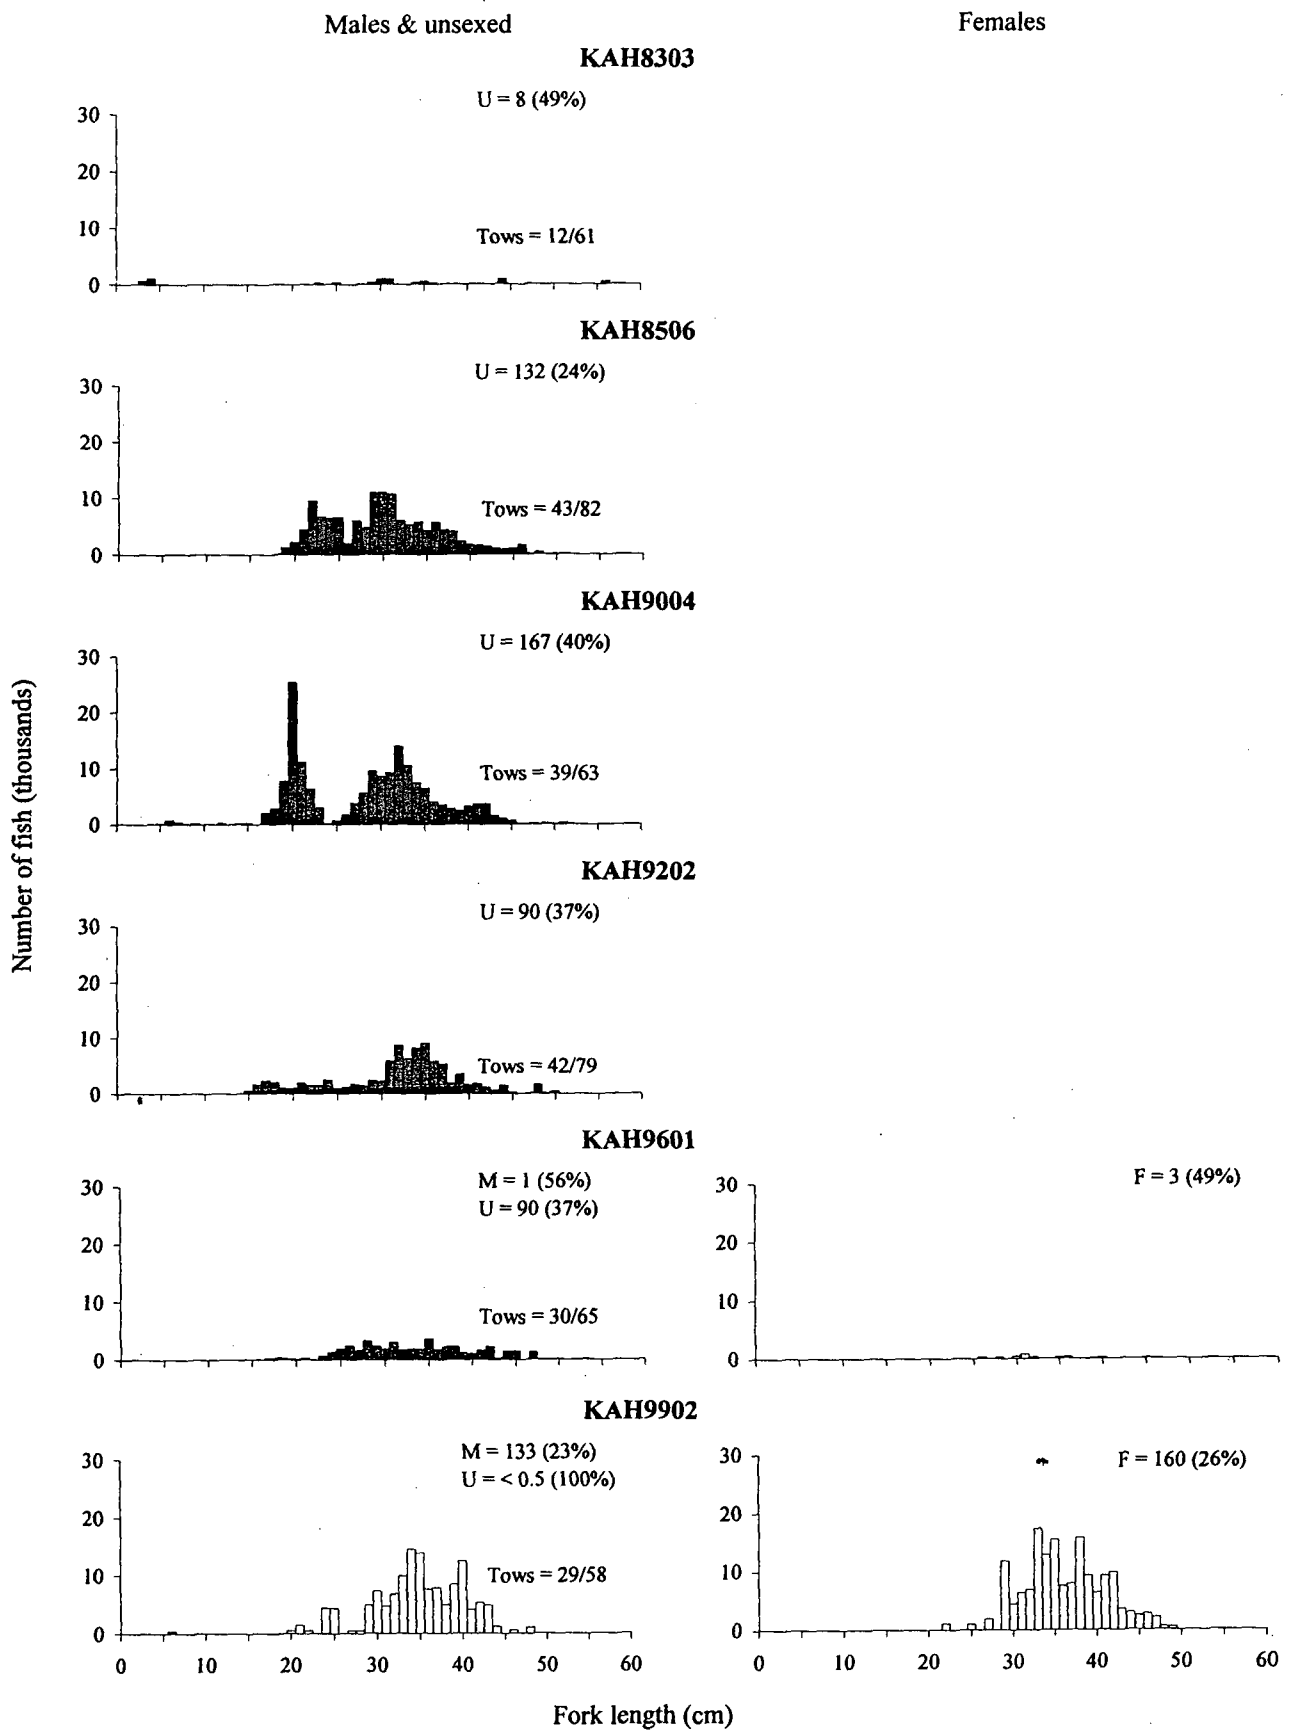 Males & unsexed
Females
KAH8303
U = 8 (49%)
30
20
10
0
Tows = 12/61
KAH8506
U = 132 (24%)
30
20
10
0
Tows = 43/82
KAH9004
U = 167 (40%)
30
20
10
0
Tows = 39/63
Number of fish (thousands)
KAH9202
U = 90 (37%)
30
20
10
0
Tows = 42/79
KAH9601
M = 1 (56%)
U = 90 (37%)
30
20
10
0
Tows = 30/65
F = 3 (49%)
30
20
10
0
KAH9902
M = 133 (23%)
U = < 0.5 (100%)
30
20
10
0
Tows = 29/58
0 10 20 30 40 50 60
F = 160 (26%)
30
20
10
0
0 10 20 30 40 50 60
Fork length (cm)